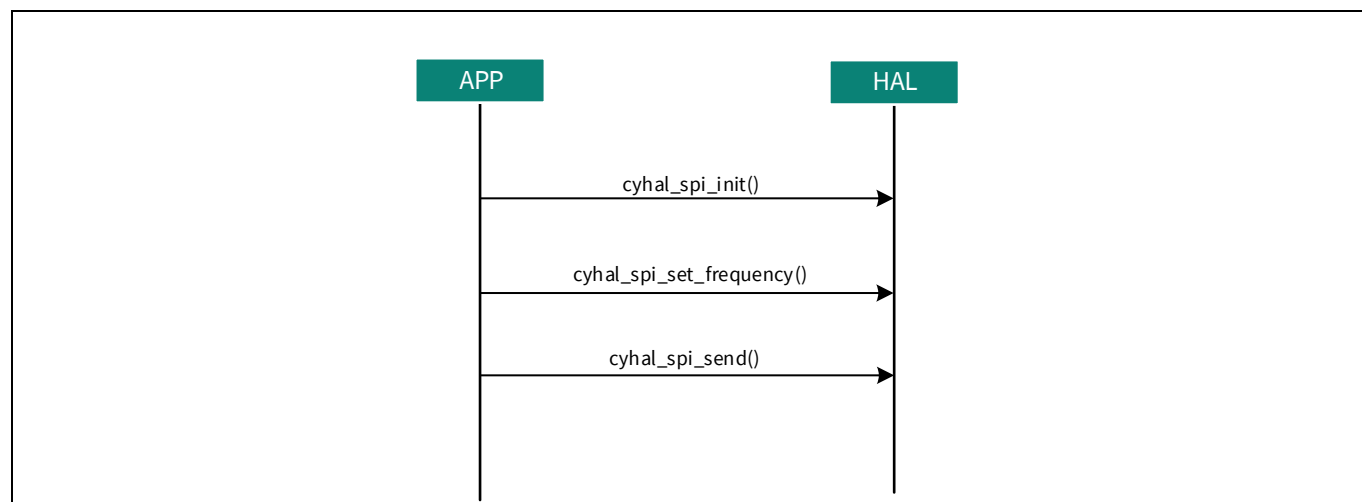 APP
HAL
cyhal_spi_init()
cyhal_spi_set_frequency()
cyhal_spi_send()